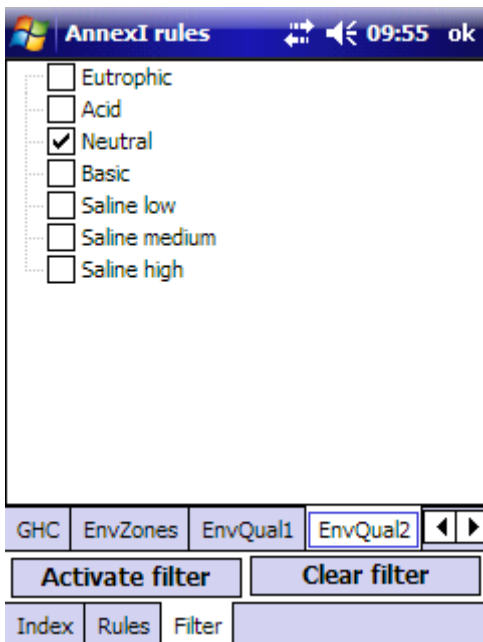 AnnexI rules 09:55 ok
Eutrophic
Acid
Neutral
Basic
Saline low
Saline medium
Saline high
GHC EnvZones EnvQual1 EnvQual2
Activate filter Clear filter
Index Rules Filter